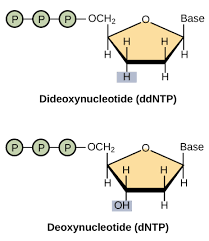 P P P OCH2 O Base
H H H H
H H
Dideoxynucleotide (ddNTP)
P P P OCH2 O Base
H H H H
OH H
Deoxynucleotide (dNTP)